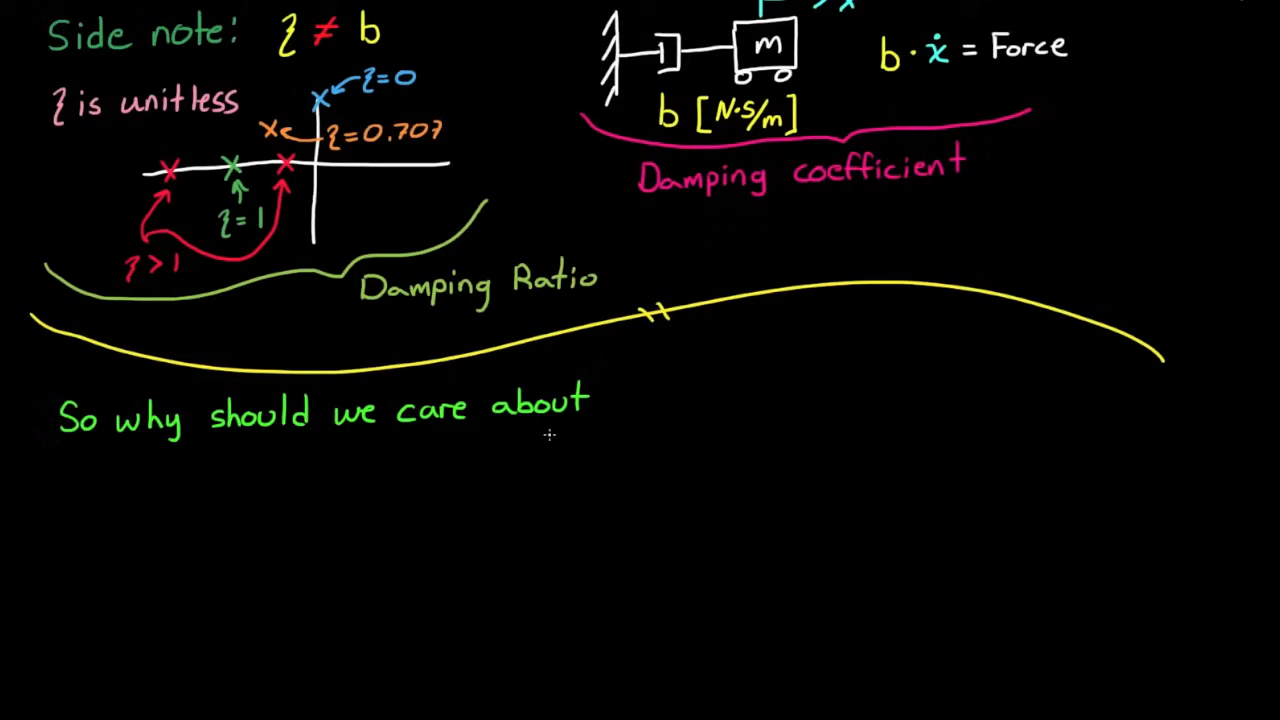 Side note: ζ ≠ b
ζ is unitless
ζ=0
ζ=0.707
ζ=1
ζ>1
Damping Ratio
m
b [N·s/m]
b · ẋ = Force
Damping coefficient
So why should we care about